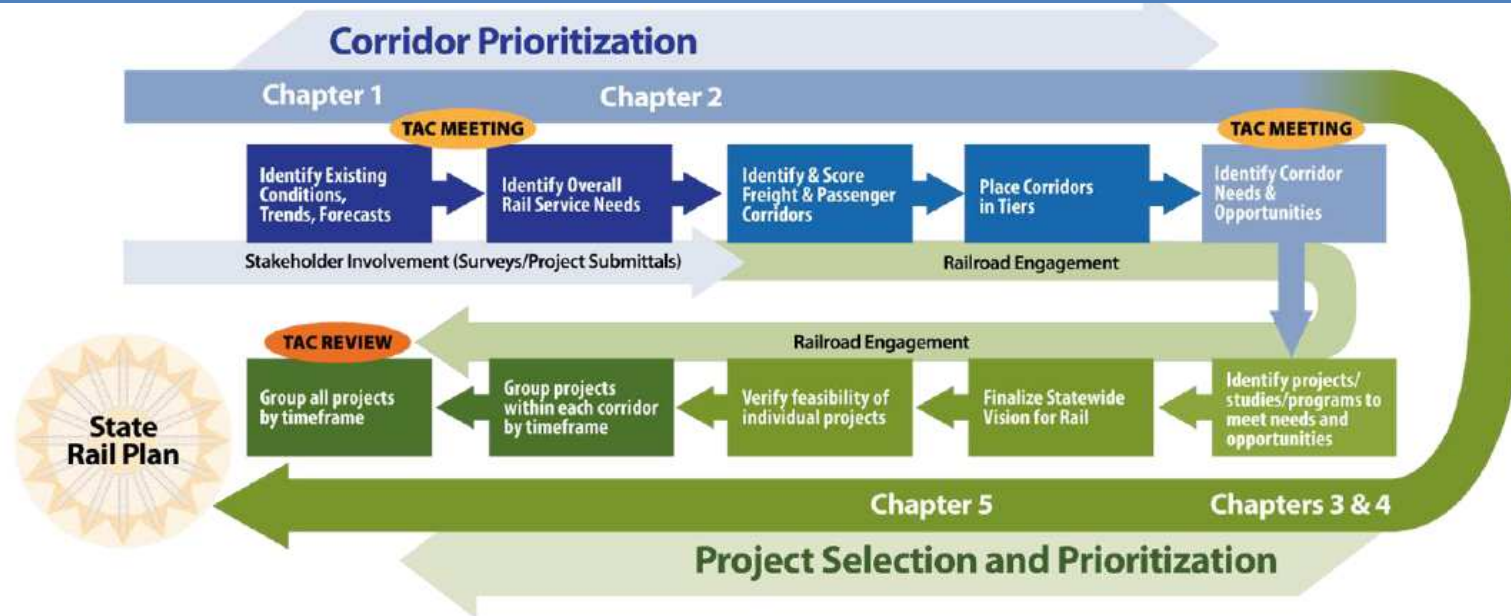 Corridor Prioritization
Chapter 1
Chapter 2
TAC MEETING
TAC MEETING
Identify Existing
Conditions,
Trends, Forecasts
Identify Overall
Rail Service Needs
Identify & Score
Freight & Passenger
Corridors
Place Corridors
in Tiers
Identify Corridor
Needs &
Opportunities
Stakeholder Involvement (Surveys/Project Submittals)
Railroad Engagement
Railroad Engagement
TAC REVIEW
Identify projects/
studies/programs to
meet needs and
opportunities
Finalize Statewide
Vision for Rail
Verify feasibility of
individual projects
Group projects
within each corridor
by timeframe
Group all projects
by timeframe
State
Rail Plan
Chapters 3 & 4
Chapter 5
Project Selection and Prioritization